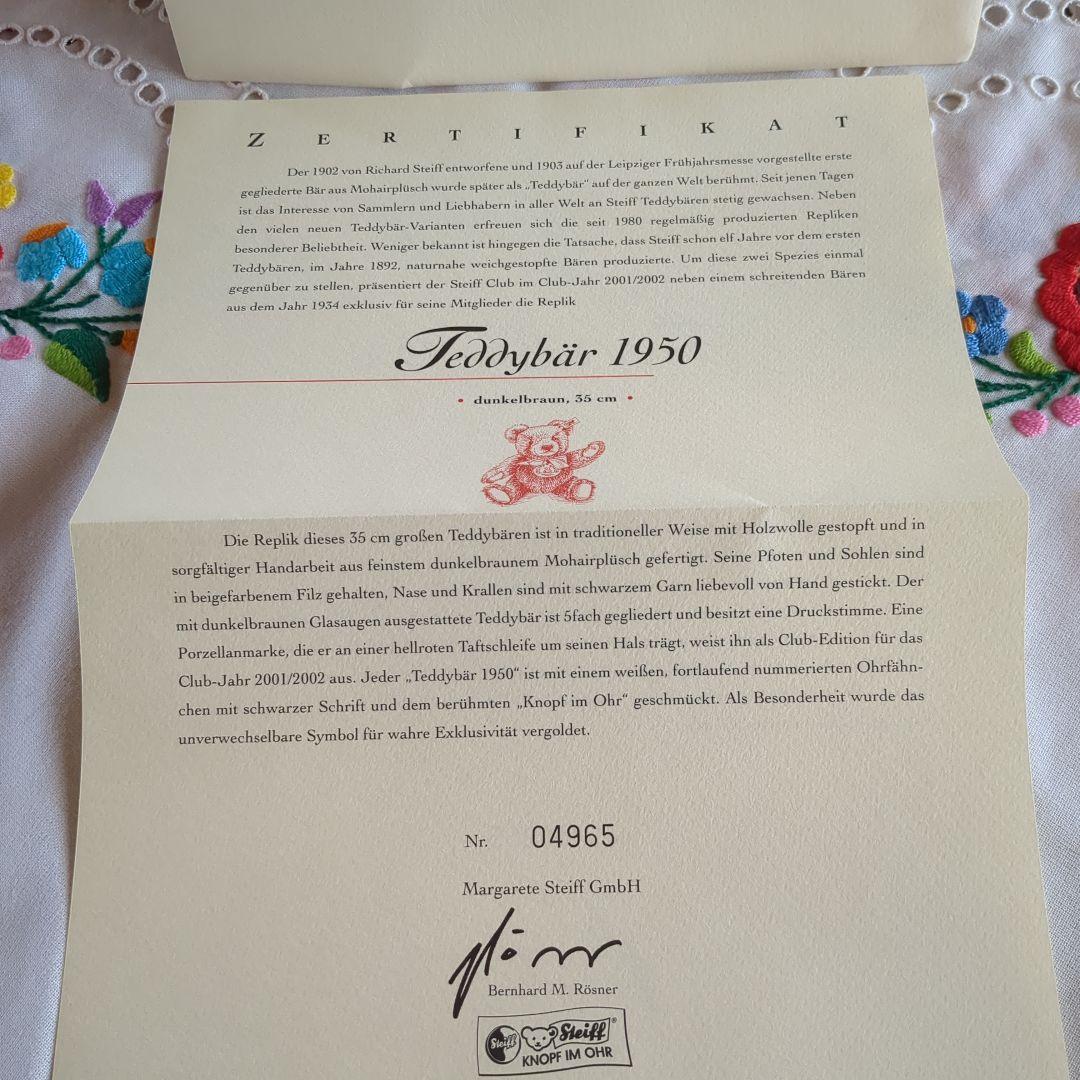 ZERTIFIKAT
Der 1902 von Richard Steiff entworfene und 1903 auf der Leipziger Frühjahrsmesse vorgestellte erste
gegliederte Bär aus Mohairplüsch wurde später als „Teddybär“ auf der ganzen Welt berühmt. Seit jenen Tagen
ist das Interesse von Sammlern und Liebhabern in aller Welt an Steiff Teddybären stetig gewachsen. Neben
den vielen neuen Teddybär-Varianten erfreuen sich die seit 1980 regelmäßig produzierten Repliken
besonderer Beliebtheit. Weniger bekannt ist hingegen die Tatsache, dass Steiff schon elf Jahre vor dem ersten
Teddybären, im Jahre 1892, naturnahe weichgestopfte Bären produzierte. Um diese zwei Spezies einmal
gegenüber zu stellen, präsentiert der Steiff Club im Club-Jahr 2001/2002 neben einem schreitenden Bären
aus dem Jahr 1934 exklusiv für seine Mitglieder die Replik
Teddybär 1950
• dunkelbraun, 35 cm •
Die Replik dieses 35 cm großen Teddybären ist in traditioneller Weise mit Holzwolle gestopft und in
sorgfältiger Handarbeit aus feinstem dunkelbraunem Mohairplüsch gefertigt. Seine Pfoten und Sohlen sind
in beigefarbenem Filz gehalten, Nase und Krallen sind mit schwarzem Garn liebevoll von Hand gestickt. Der
mit dunkelbraunen Glasaugen ausgestattete Teddybär ist 5fach gegliedert und besitzt eine Druckstimme. Eine
Porzellanmarke, die er an einer hellroten Taftschleife um seinen Hals trägt, weist ihn als Club-Edition für das
Club-Jahr 2001/2002 aus. Jeder „Teddybär 1950“ ist mit einem weißen, fortlaufend nummerierten Ohrfähn-
chen mit schwarzer Schrift und dem berühmten „Knopf im Ohr“ geschmückt. Als Besonderheit wurde das
unverwechselbare Symbol für wahre Exklusivität vergoldet.
Nr. 04965
Margarete Steiff GmbH
Bernhard M. Rösner
Steiff Steiff®
KNOPF IM OHR